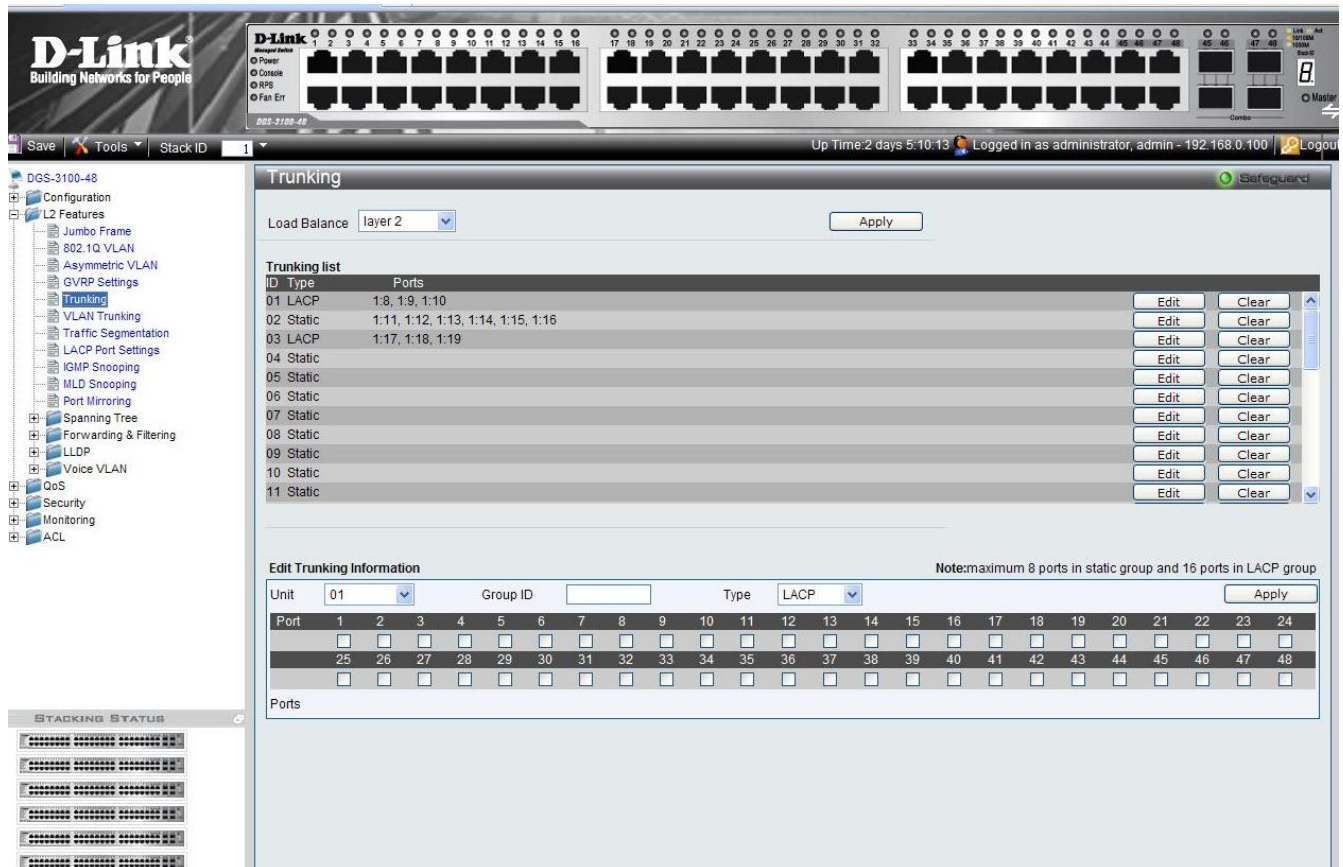 D-Link
Building Networks for People
D-Link
Managed Switch
Power
Console
RPS
Fan Err
DGS-3100-48
1 2 3 4 5 6 7 8 9 10 11 12 13 14 15 16
17 18 19 20 21 22 23 24 25 26 27 28 29 30 31 32
33 34 35 36 37 38 39 40 41 42 43 44 45 46 47 48
45 46 47 48
Link Act
10/100M
1000M
Combo
Master
Save Tools Stack ID 1
Up Time:2 days 5:10:13 Logged in as administrator, admin - 192.168.0.100 Logout
DGS-3100-48
Configuration
L2 Features
Jumbo Frame
802.1Q VLAN
Asymmetric VLAN
GVRP Settings
Trunking
VLAN Trunking
Traffic Segmentation
LACP Port Settings
IGMP Snooping
MLD Snooping
Port Mirroring
Spanning Tree
Forwarding & Filtering
LLDP
Voice VLAN
QoS
Security
Monitoring
ACL
STACKING STATUS
Trunking
Safeguard
Load Balance layer 2 Apply
Trunking list
ID Type Ports
01 LACP 1:8, 1:9, 1:10 Edit Clear
02 Static 1:11, 1:12, 1:13, 1:14, 1:15, 1:16 Edit Clear
03 LACP 1:17, 1:18, 1:19 Edit Clear
04 Static Edit Clear
05 Static Edit Clear
06 Static Edit Clear
07 Static Edit Clear
08 Static Edit Clear
09 Static Edit Clear
10 Static Edit Clear
11 Static Edit Clear
Edit Trunking Information Note:maximum 8 ports in static group and 16 ports in LACP group
Unit 01 Group ID Type LACP Apply
Port 1 2 3 4 5 6 7 8 9 10 11 12 13 14 15 16 17 18 19 20 21 22 23 24
25 26 27 28 29 30 31 32 33 34 35 36 37 38 39 40 41 42 43 44 45 46 47 48
Ports